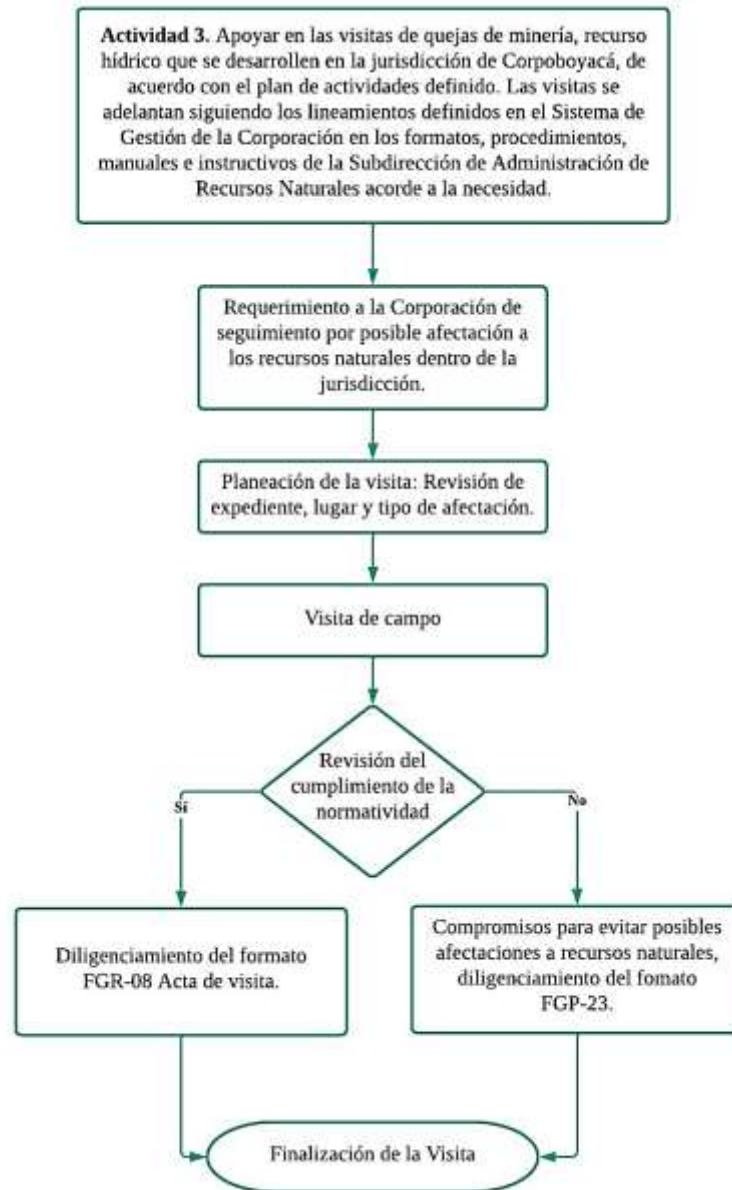 Actividad 3. Apoyar en las visitas de quejas de minería, recurso
hídrico que se desarrollen en la jurisdicción de Corpoboyacá, de
acuerdo con el plan de actividades definido. Las visitas se
adelantan siguiendo los lineamientos definidos en el Sistema de
Gestión de la Corporación en los formatos, procedimientos,
manuales e instructivos de la Subdirección de Administración de
Recursos Naturales acorde a la necesidad.
Requerimiento a la Corporación de
seguimiento por posible afectación a
los recursos naturales dentro de la
jurisdicción.
Planeación de la visita: Revisión de
expediente, lugar y tipo de afectación.
Visita de campo
Revisión del
cumplimiento de la
normatividad
Sí
No
Diligenciamiento del formato
FGR-08 Acta de visita.
Compromisos para evitar posibles
afectaciones a recursos naturales,
diligenciamiento del fomato
FGP-23.
Finalización de la Visita